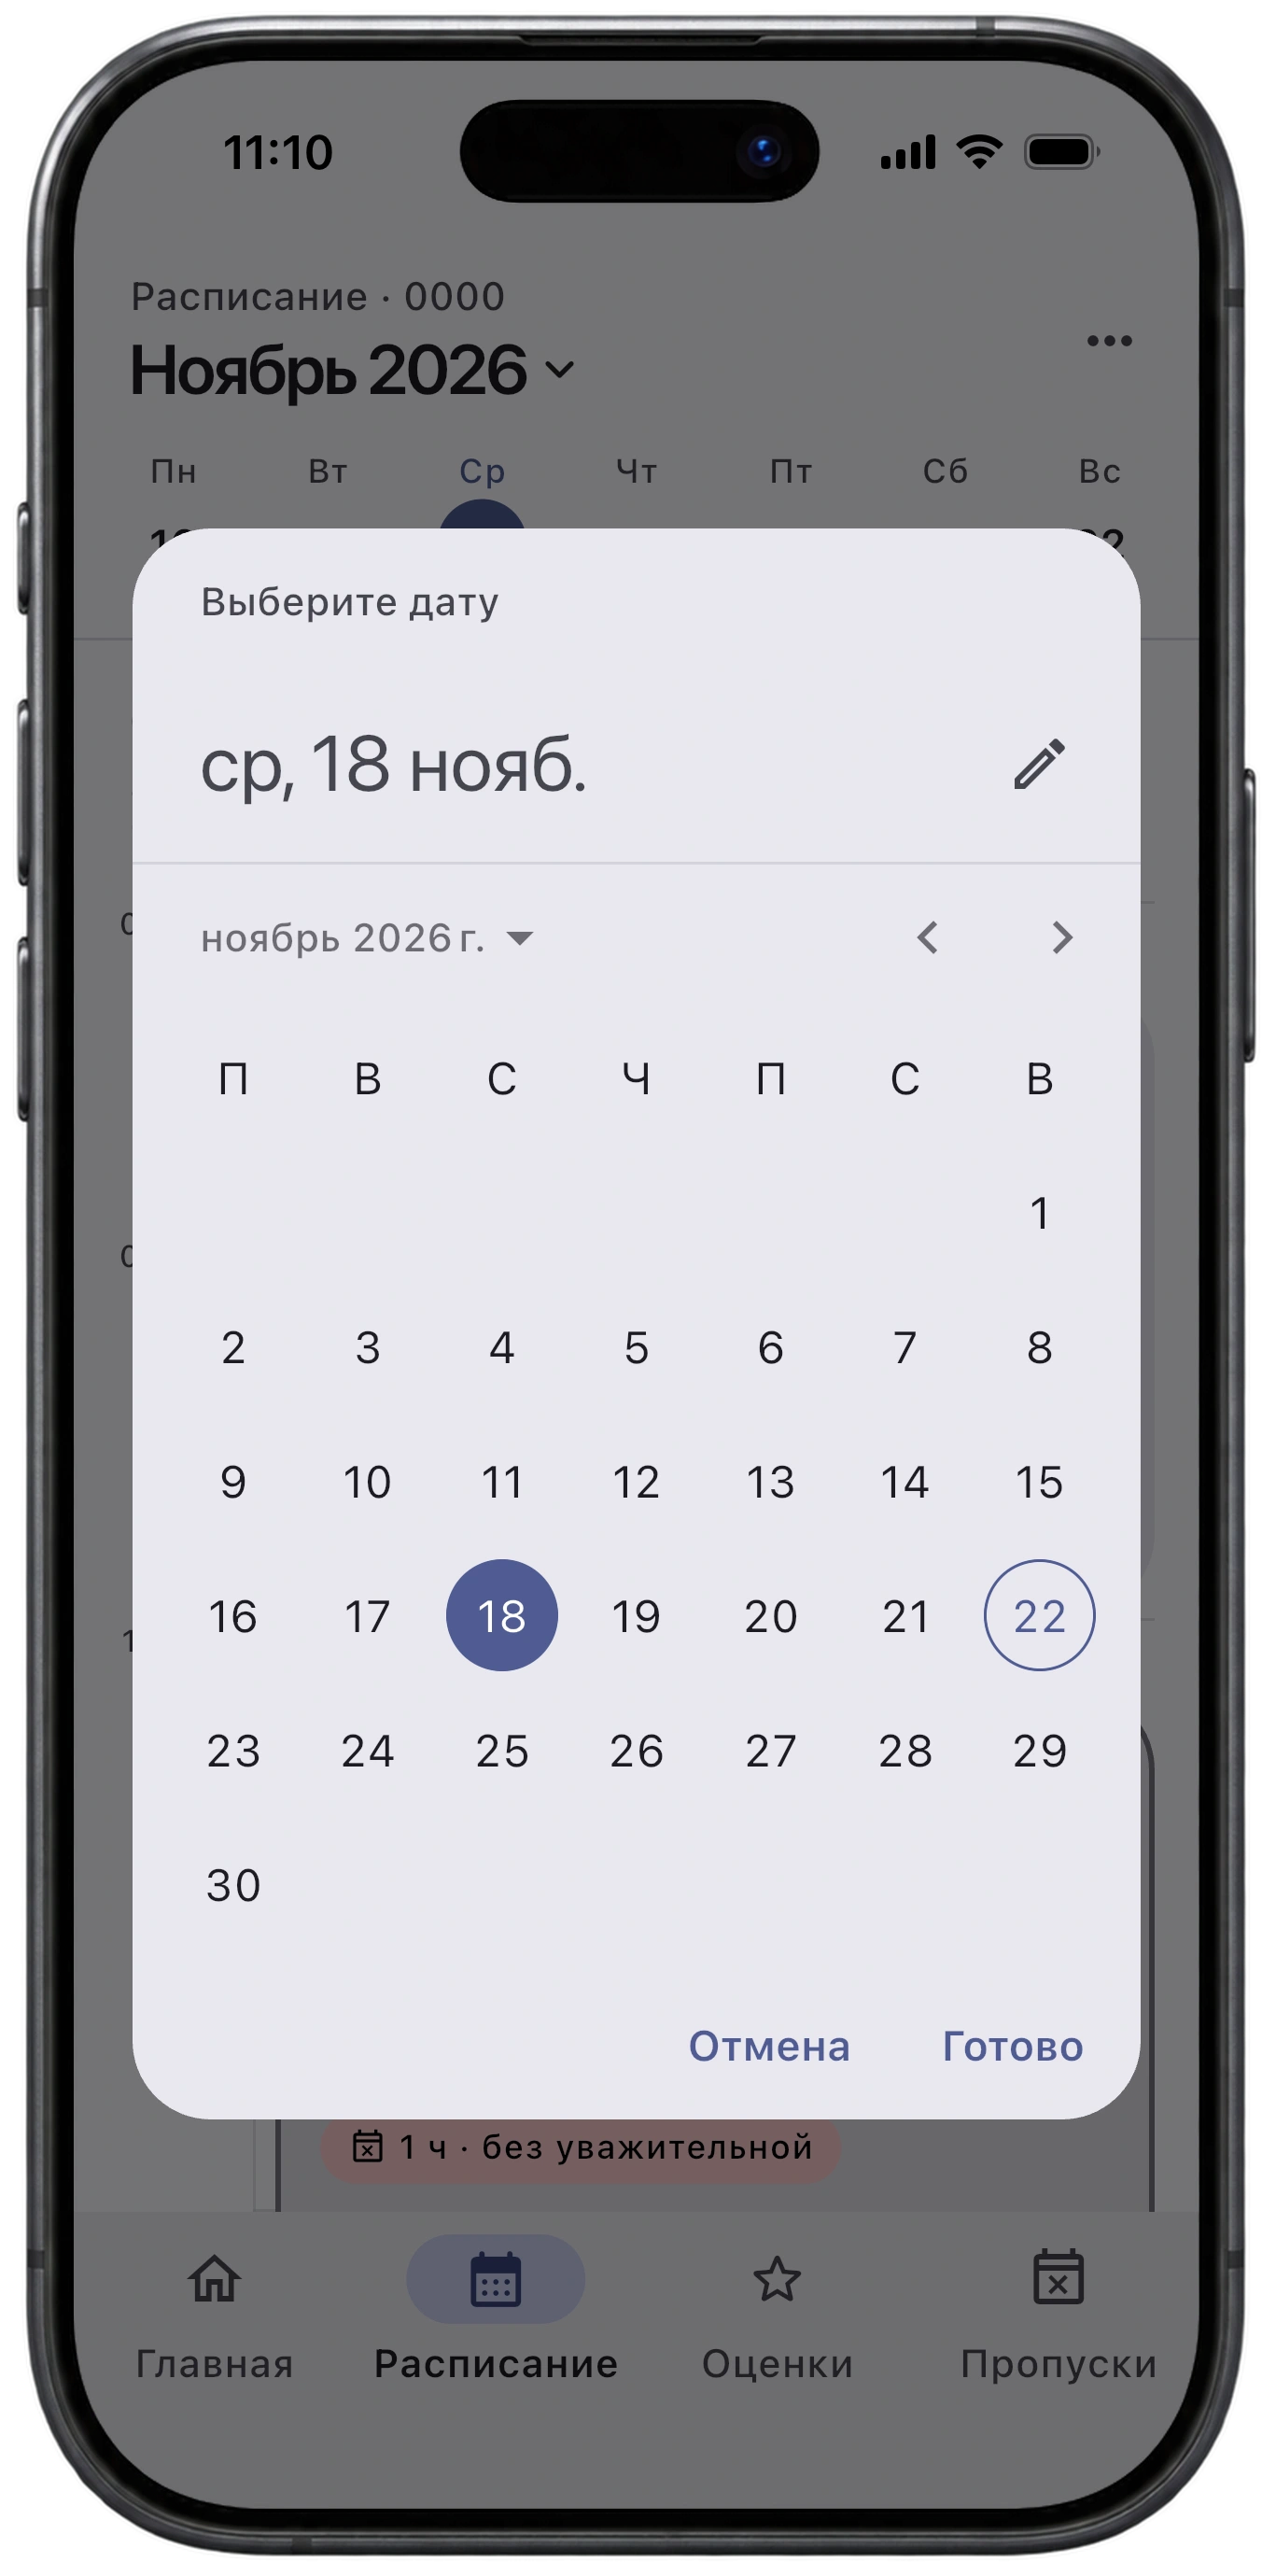 11:10
Расписание · 0000
Ноябрь 2026
Пн Вт Ср Чт Пт Сб Вс
Выберите дату
ср, 18 нояб.
ноябрь 2026 г.
П В С Ч П С В
1
2 3 4 5 6 7 8
9 10 11 12 13 14 15
16 17 18 19 20 21 22
23 24 25 26 27 28 29
30
Отмена Готово
1 ч · без уважительной
Главная Расписание Оценки Пропуски